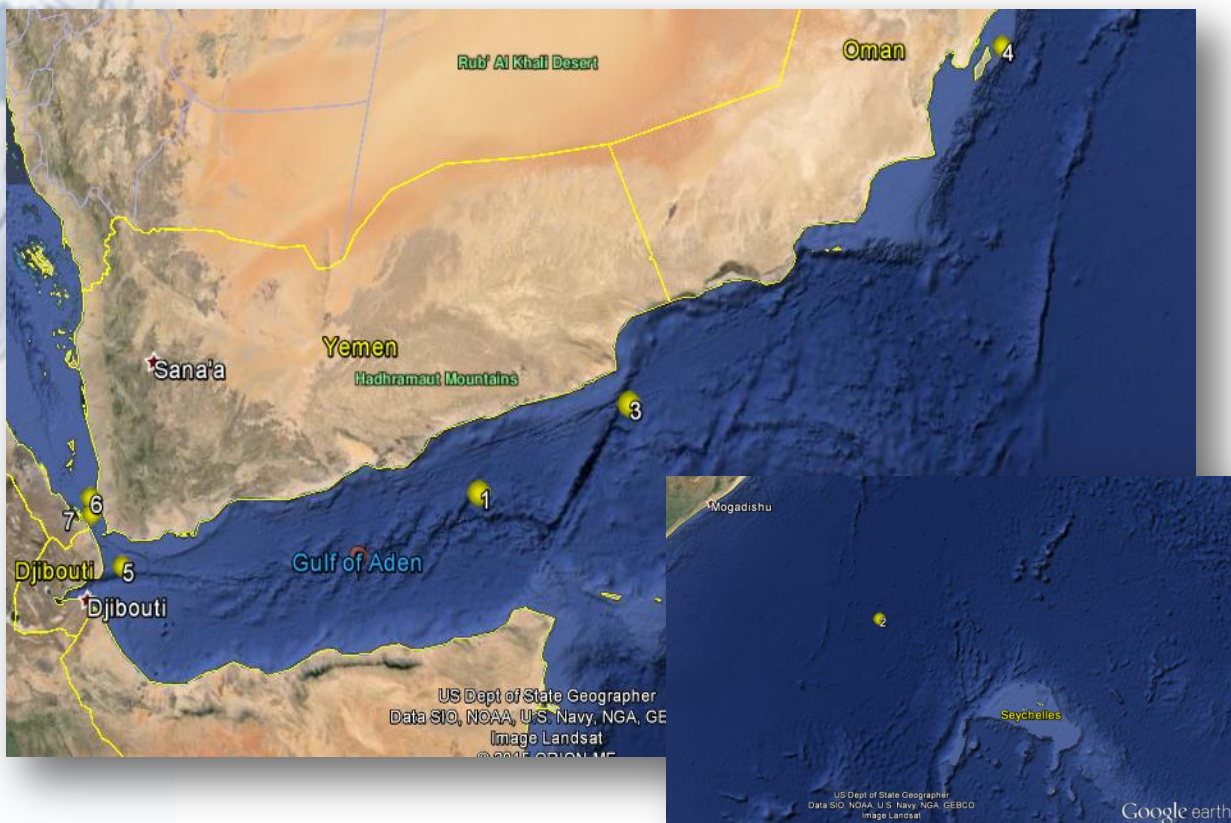 Oman
4
Rub' Al Khali Desert
Yemen
Sana'a
Hadhramaut Mountains
3
1
6
7
Gulf of Aden
5
Djibouti
Djibouti
US Dept of State Geographer
Data SIO, NOAA, U.S. Navy, NGA, GE
Image Landsat
Mogadishu
2
Seychelles
US Dept of State Geographer
Data SIO, NOAA, U.S. Navy, NGA, GEBCO
Image Landsat
Google earth